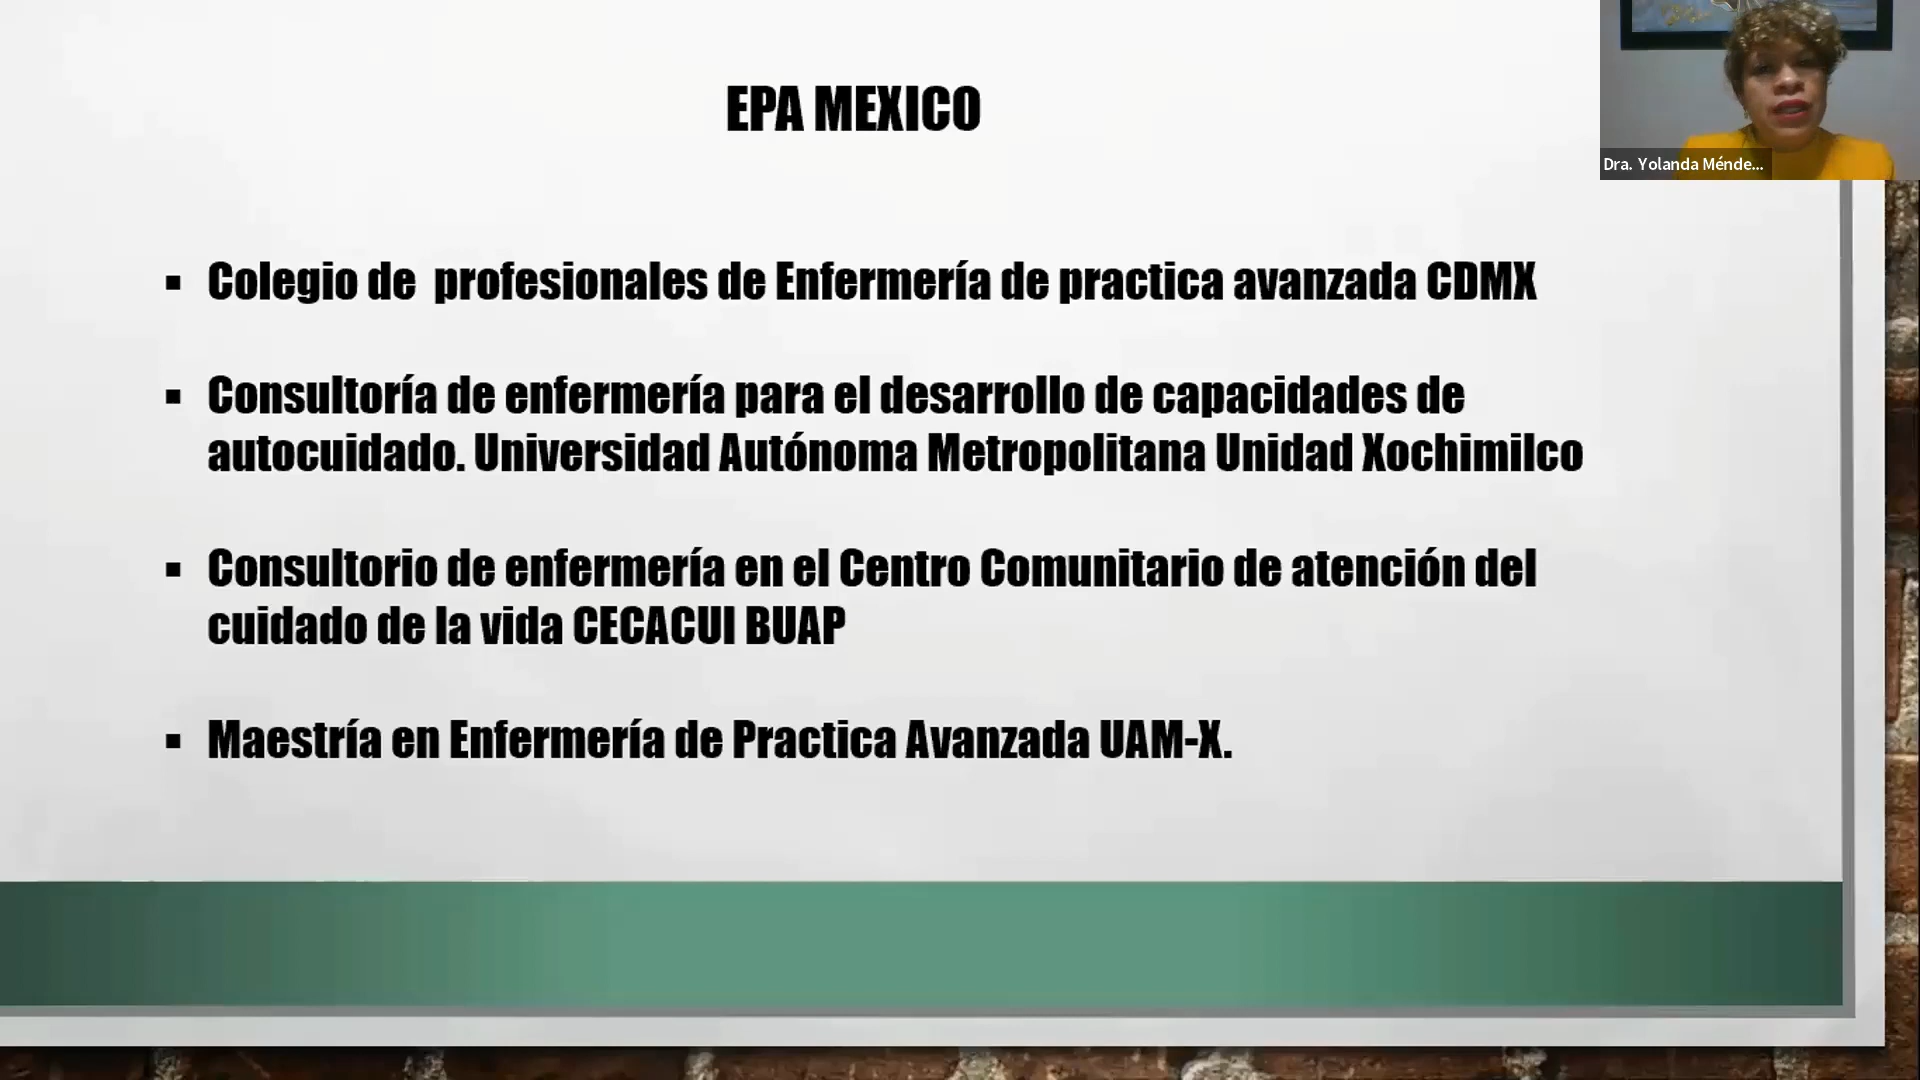 EPA MEXICO
Dra. Yolanda Ménde...
▪ Colegio de profesionales de Enfermería de practica avanzada CDMX
▪ Consultoría de enfermería para el desarrollo de capacidades de
autocuidado. Universidad Autónoma Metropolitana Unidad Xochimilco
▪ Consultorio de enfermería en el Centro Comunitario de atención del
cuidado de la vida CECACUI BUAP
▪ Maestría en Enfermería de Practica Avanzada UAM-X.